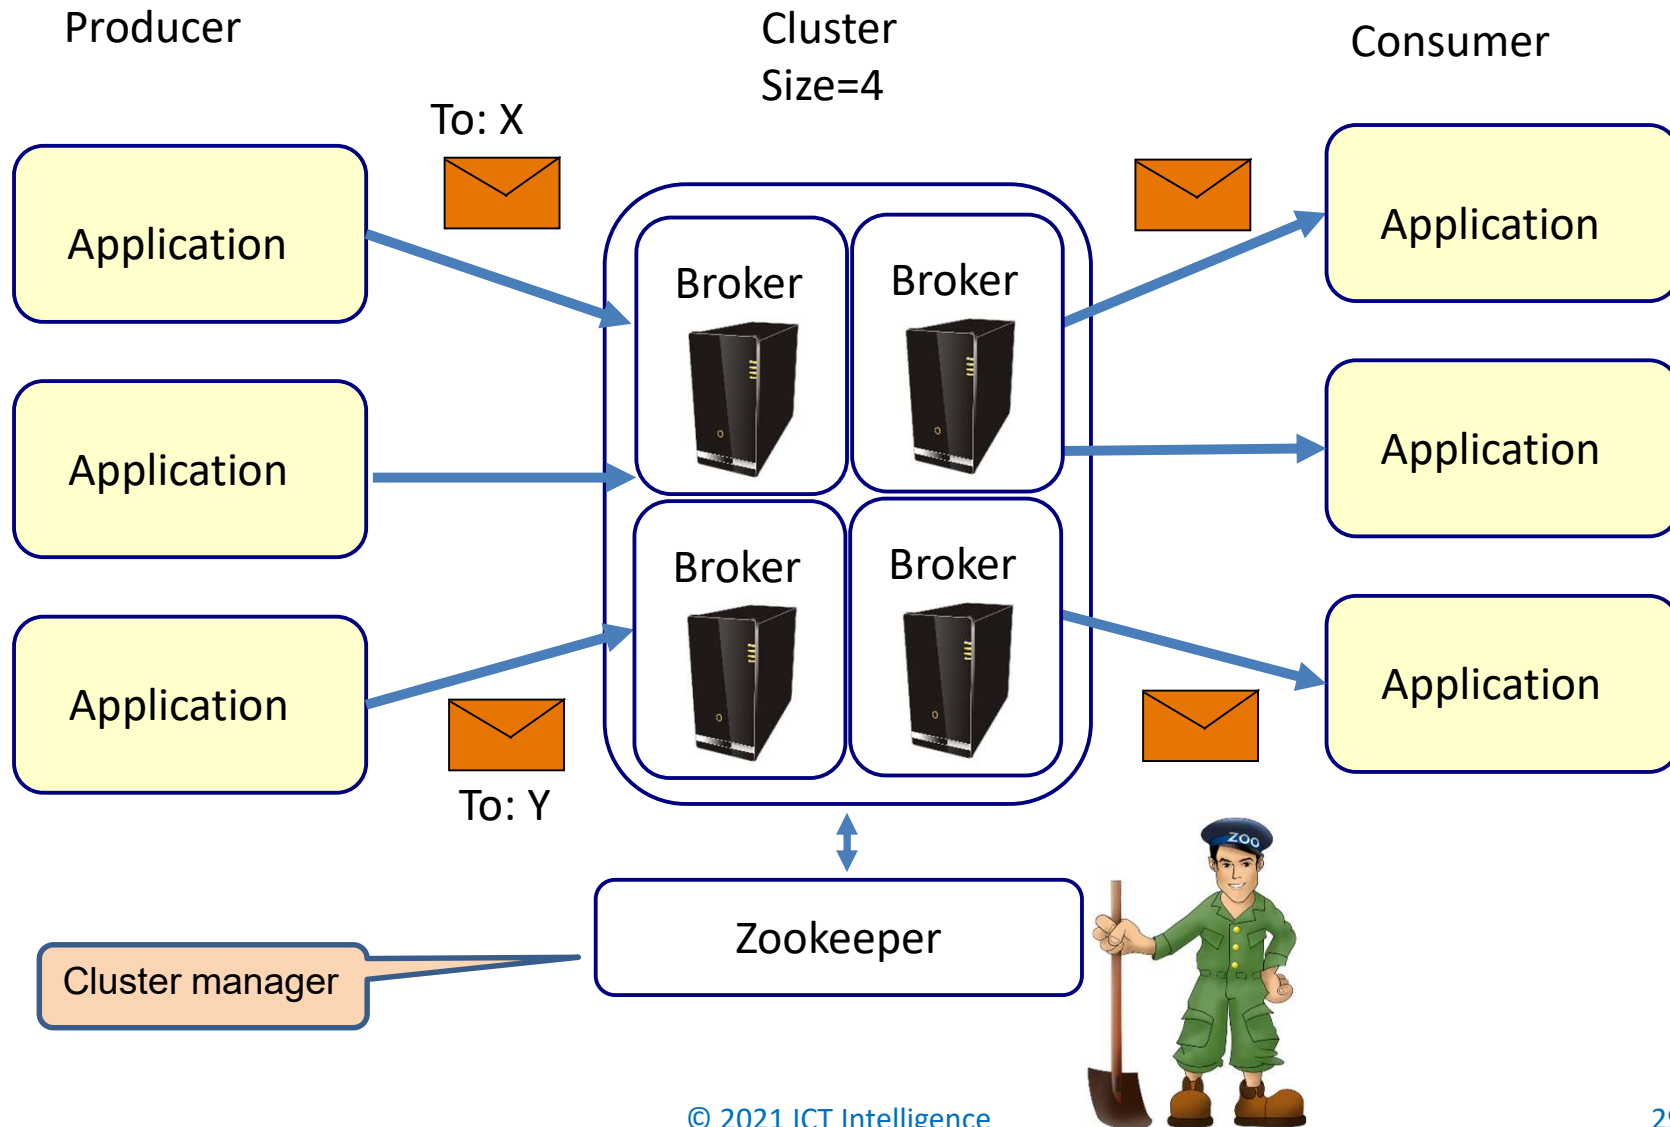 Producer
Cluster
Size=4
Consumer
To: X
Application
Application
Application
To: Y
Broker
Broker
Broker
Broker
Application
Application
Application
Zookeeper
Cluster manager
ZOO
© 2021 ICT Intelligence
29